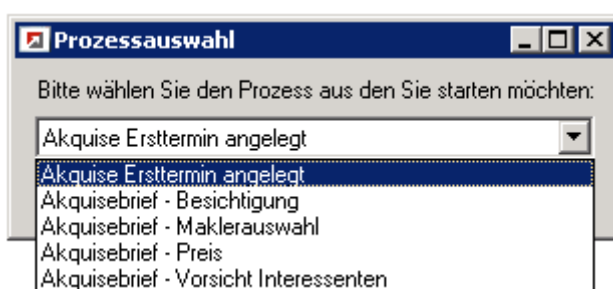 Prozessauswahl
Bitte wählen Sie den Prozess aus den Sie starten möchten:
Akquise Ersttermin angelegt
Akquise Ersttermin angelegt
Akquisebrief - Besichtigung
Akquisebrief - Maklerauswahl
Akquisebrief - Preis
Akquisebrief - Vorsicht Interessenten